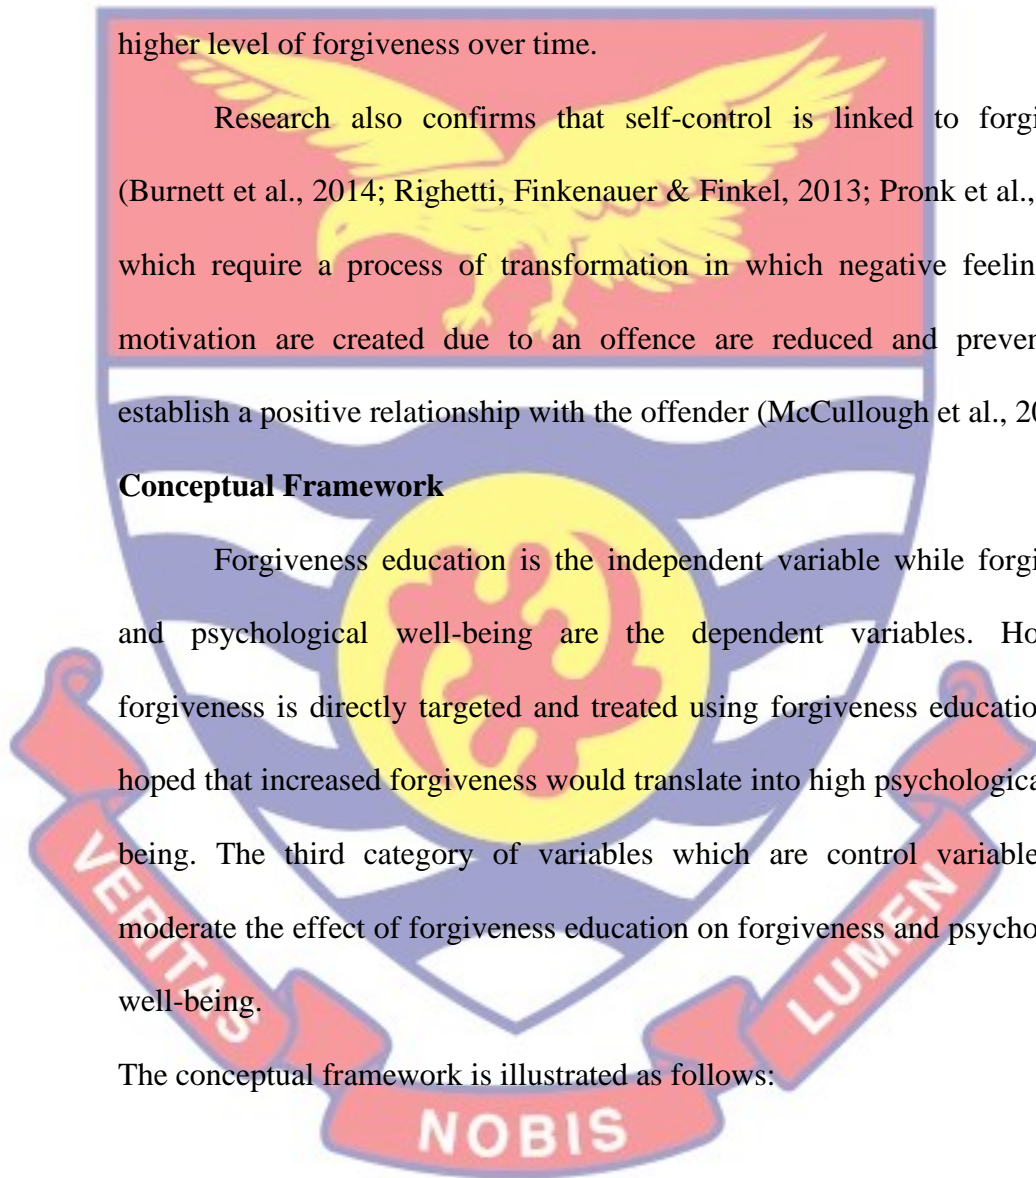 higher level of forgiveness over time.
Research also confirms that self-control is linked to forgi
(Burnett et al., 2014; Righetti, Finkenauer & Finkel, 2013; Pronk et al.,
which require a process of transformation in which negative feelin
motivation are created due to an offence are reduced and preven
establish a positive relationship with the offender (McCullough et al., 20
Conceptual Framework
Forgiveness education is the independent variable while forgi
and psychological well-being are the dependent variables. Ho
forgiveness is directly targeted and treated using forgiveness educatio
hoped that increased forgiveness would translate into high psychologica
being. The third category of variables which are control variable
moderate the effect of forgiveness education on forgiveness and psycho
well-being.
The conceptual framework is illustrated as follows:
VERITAS
NOBIS
LUMEN